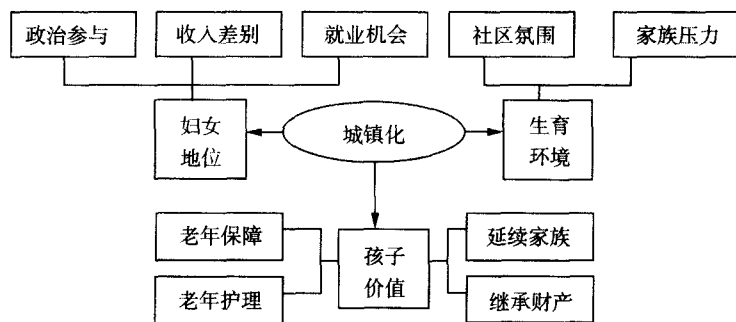 政治参与
收入差别
就业机会
社区氛围
家族压力
妇女
地位
城镇化
生育
环境
老年保障
孩子
价值
延续家族
老年护理
继承财产